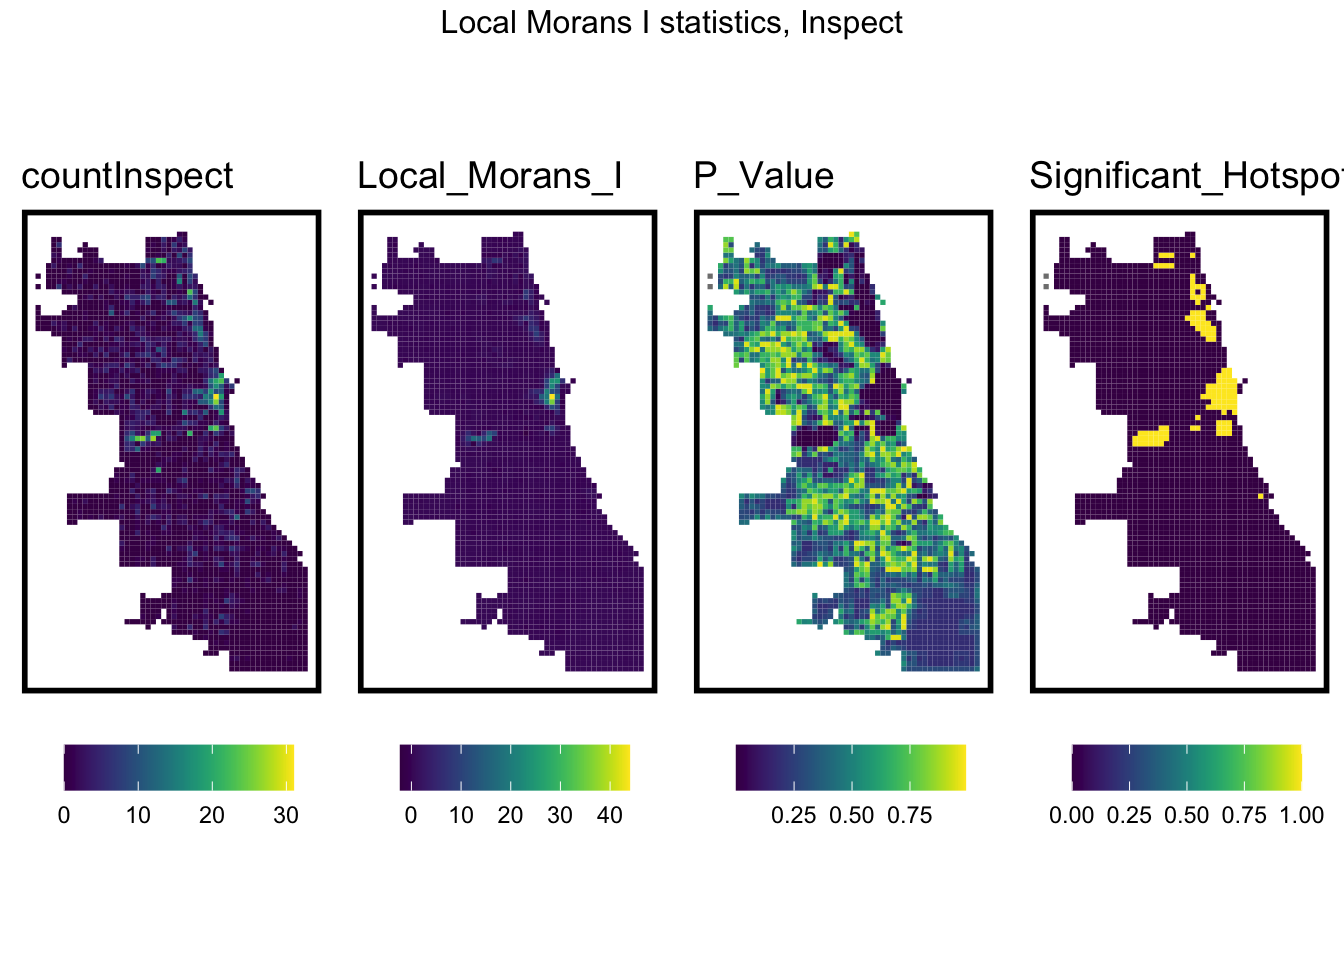 Local Morans I statistics, Inspect
countInspect
Local_Morans_I
P_Value
Significant_Hotspot
0 10 20 30
0 10 20 30 40
0.25 0.50 0.75
0.00 0.25 0.50 0.75 1.00